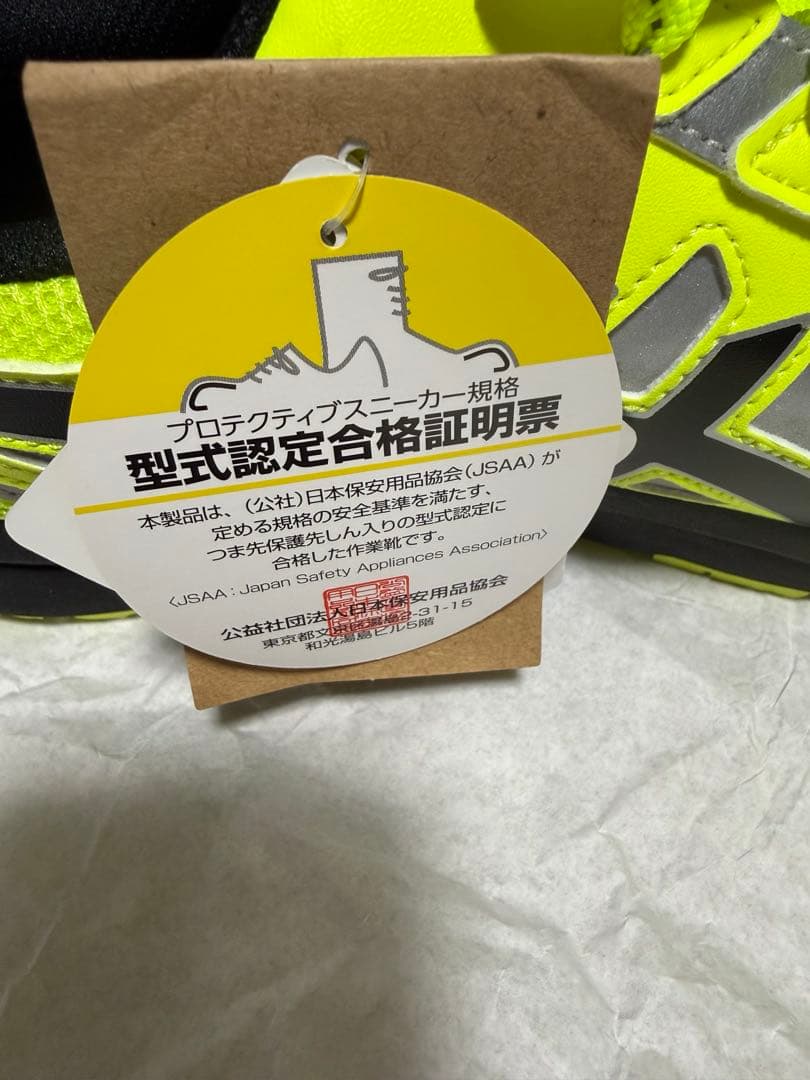 プロテクティブスニーカー規格
型式認定合格証明票
本製品は、(公社)日本保安用品協会(JSAA)が
定める規格の安全基準を満たす、
つま先保護先しん入りの型式認定に
合格した作業靴です。
〈JSAA：Japan Safety Appliances Association〉
公益社団法人日本保安用品協会
東京都文京区湯島2-31-15
和光湯島ビル5階